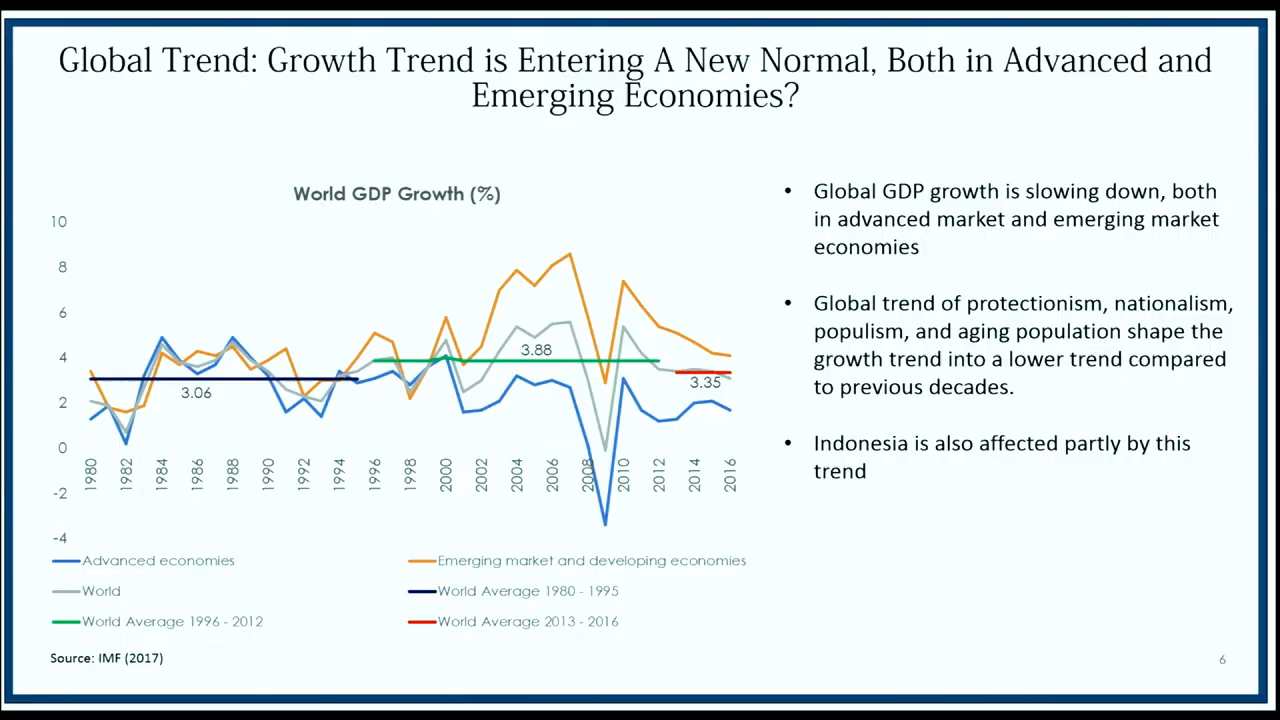 Global Trend: Growth Trend is Entering A New Normal, Both in Advanced and
Emerging Economies?
World GDP Growth (%)
10
8
6
4
2
0
-2
-4
3.06
3.88
3.35
1980
1982
1984
1986
1988
1990
1992
1994
1996
1998
2000
2002
2004
2006
2008
2010
2012
2014
2016
Advanced economies
Emerging market and developing economies
World
World Average 1980 - 1995
World Average 1996 - 2012
World Average 2013 - 2016
Source: IMF (2017)
• Global GDP growth is slowing down, both
in advanced market and emerging market
economies
• Global trend of protectionism, nationalism,
populism, and aging population shape the
growth trend into a lower trend compared
to previous decades.
• Indonesia is also affected partly by this
trend
6